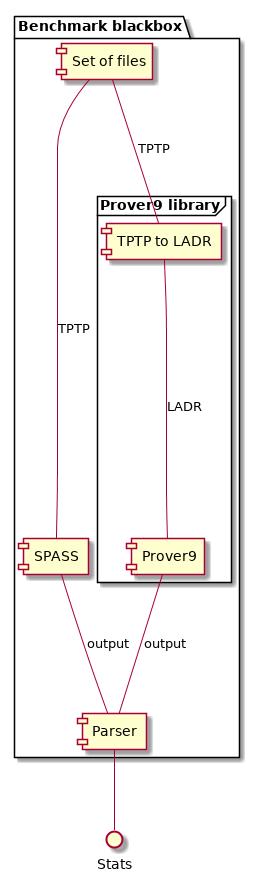 Benchmark blackbox
Set of files
TPTP
Prover9 library
TPTP to LADR
TPTP
LADR
SPASS
Prover9
output
output
Parser
Stats